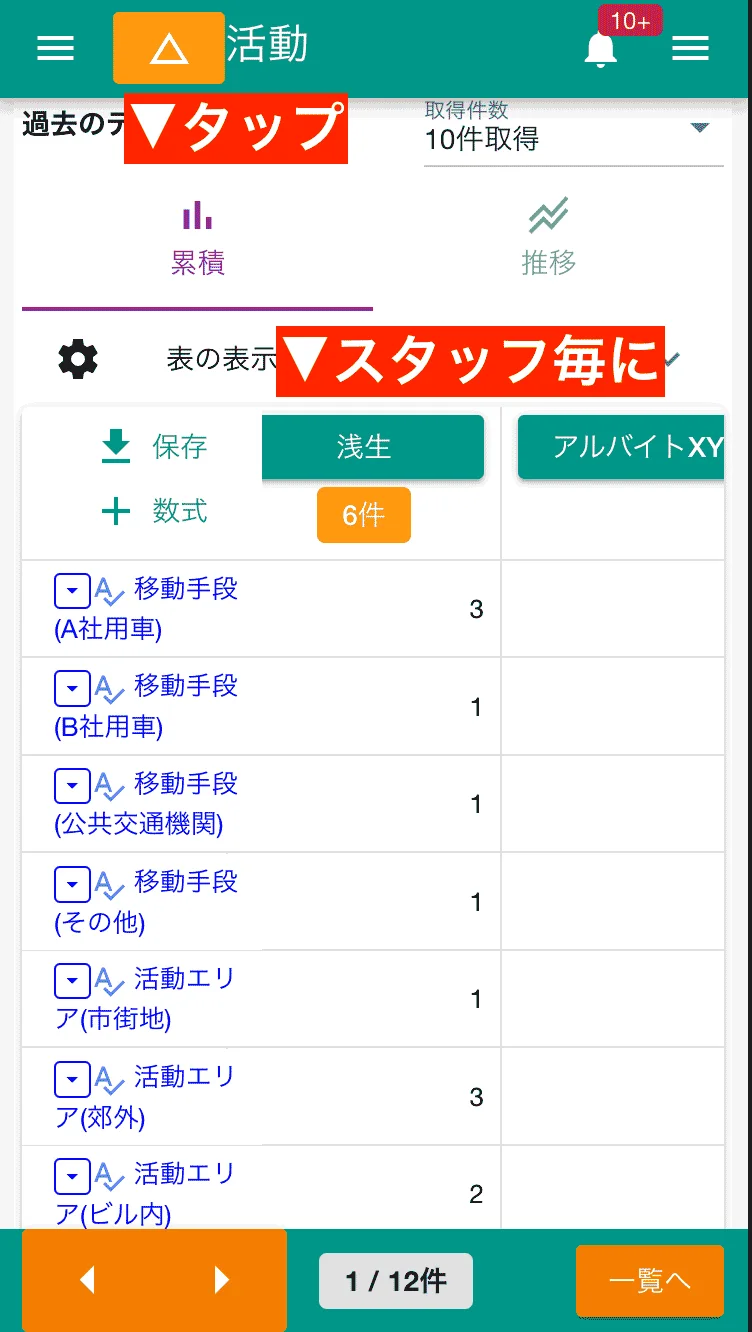 活動
10+
過去のデ
▼タップ
取得件数
10件取得
累積
推移
表の表示
▼スタッフ毎に
保存
浅生
アルバイトXY
数式
6件
移動手段
(A社用車)
3
移動手段
(B社用車)
1
移動手段
(公共交通機関)
1
移動手段
(その他)
1
活動エリ
ア(市街地)
1
活動エリ
ア(郊外)
3
活動エリ
ア(ビル内)
2
1 / 12件
一覧へ